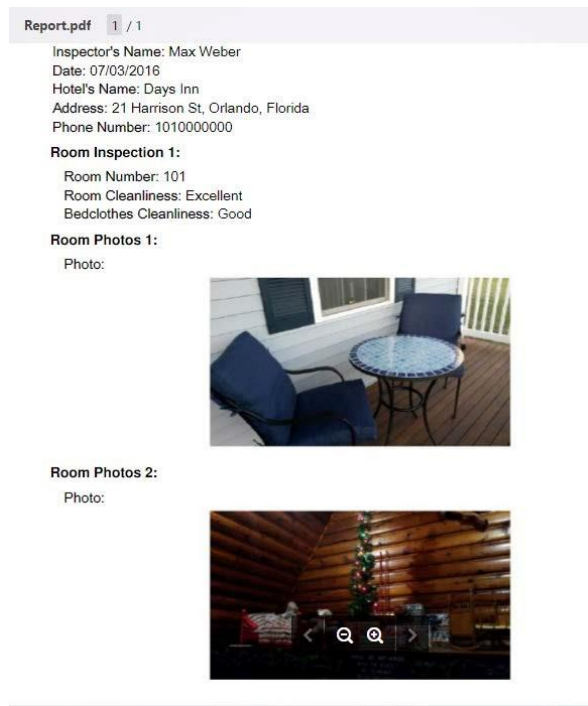 Report.pdf 1 / 1
Inspector's Name: Max Weber
Date: 07/03/2016
Hotel's Name: Days Inn
Address: 21 Harrison St, Orlando, Florida
Phone Number: 1010000000
Room Inspection 1:
Room Number: 101
Room Cleanliness: Excellent
Bedclothes Cleanliness: Good
Room Photos 1:
Photo:
Room Photos 2:
Photo: